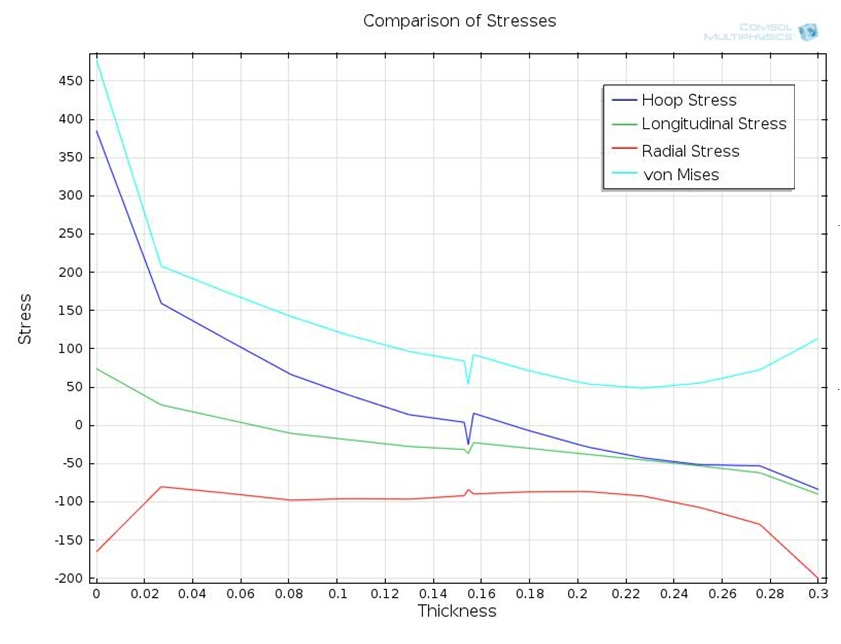 Comparison of Stresses
COMSOL
MULTIPHYSICS
Hoop Stress
Longitudinal Stress
Radial Stress
von Mises
450
400
350
300
250
200
150
100
50
0
-50
-100
-150
-200
Stress
0 0.02 0.04 0.06 0.08 0.1 0.12 0.14 0.16 0.18 0.2 0.22 0.24 0.26 0.28 0.3
Thickness